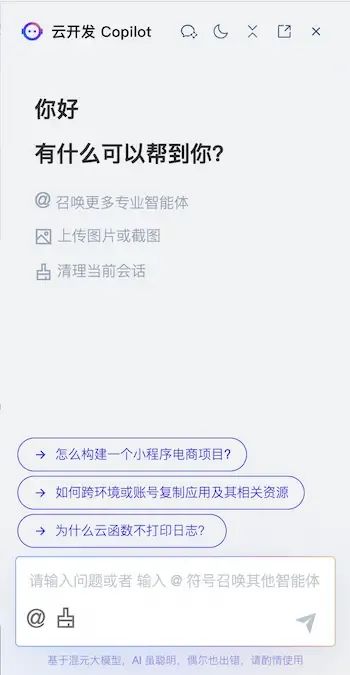 云开发 Copilot
你好
有什么可以帮到你?
@ 召唤更多专业智能体
上传图片或截图
清理当前会话
→ 怎么构建一个小程序电商项目?
→ 如何跨环境或账号复制应用及其相关资源
→ 为什么云函数不打印日志?
请输入问题或者 输入 @ 符号召唤其他智能体
@
基于混元大模型，AI 虽聪明，偶尔也出错，请酌情使用